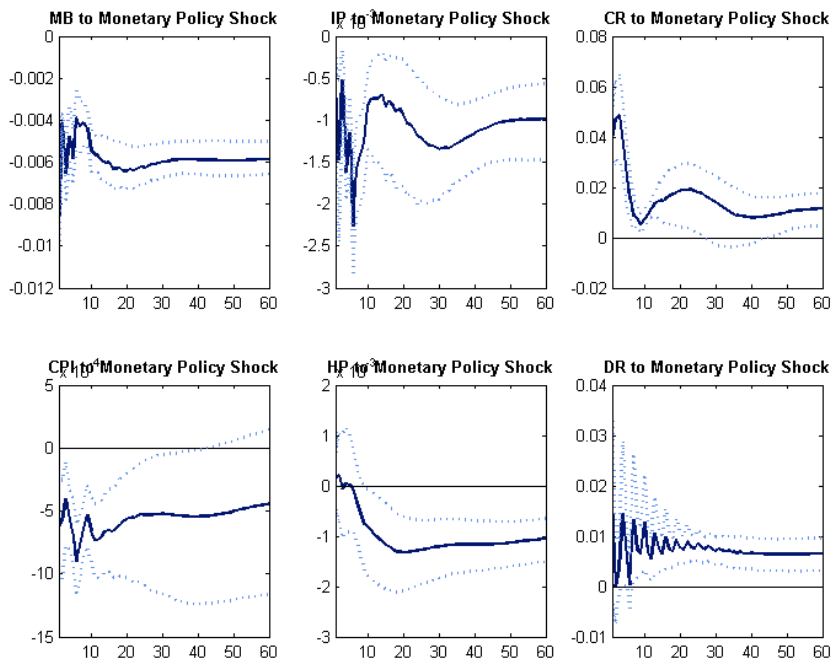 MB to Monetary Policy Shock
0
-0.002
-0.004
-0.006
-0.008
-0.01
-0.012
10 20 30 40 50 60
IP to Monetary Policy Shock
x 10^-3
0
-0.5
-1
-1.5
-2
-2.5
-3
10 20 30 40 50 60
CR to Monetary Policy Shock
0.08
0.06
0.04
0.02
0
-0.02
10 20 30 40 50 60
CPI to Monetary Policy Shock
x 10^-4
5
0
-5
-10
-15
10 20 30 40 50 60
HP to Monetary Policy Shock
x 10^-3
2
1
0
-1
-2
-3
10 20 30 40 50 60
DR to Monetary Policy Shock
0.04
0.03
0.02
0.01
0
-0.01
10 20 30 40 50 60